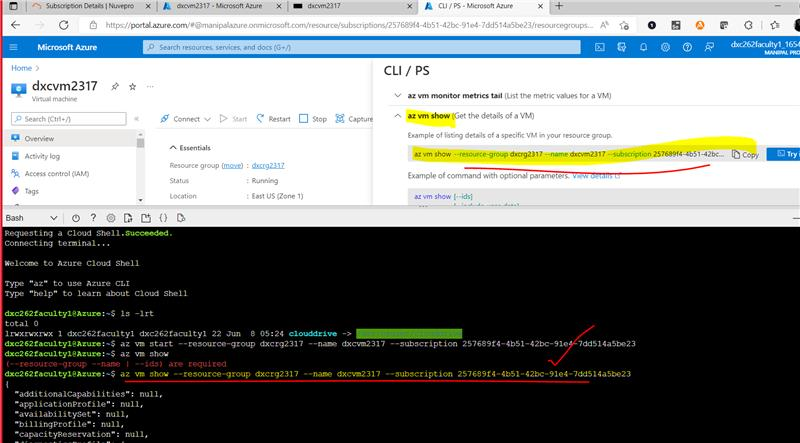 Subscription Details | Nuvepro
dxcvm2317 - Microsoft Azure
dxcvm2317
CLI / PS - Microsoft Azure
https://portal.azure.com/#@manipalazure.onmicrosoft.com/resource/subscriptions/257689f4-4b51-42bc-91e4-7dd514a5be23/resourcegroups...
Microsoft Azure
Search resources, services, and docs (G+/)
dxc262faculty1_1654
MANIPAL PRO
Home >
dxcvm2317
Virtual machine
Search (Ctrl+/)
Overview
Activity log
Access control (IAM)
Tags
Connect
Start
Restart
Stop
Capture
Essentials
Resource group (move) : dxcrg2317
Status : Running
Location : East US (Zone 1)
CLI / PS
az vm monitor metrics tail (List the metric values for a VM)
az vm show (Get the details of a VM)
Example of listing details of a specific VM in your resource group.
az vm show --resource-group dxcrg2317 --name dxcvm2317 --subscription 257689f4-4b51-42bc...
Copy
Try i
Example of command with optional parameters. View details
az vm show [--ids]
Bash
Requesting a Cloud Shell.Succeeded.
Connecting terminal...
Welcome to Azure Cloud Shell
Type "az" to use Azure CLI
Type "help" to learn about Cloud Shell
dxc262faculty1@Azure:~$ ls -lrt
total 0
lrwxrwxrwx 1 dxc262faculty1 dxc262faculty1 22 Jun 8 05:24 clouddrive ->
dxc262faculty1@Azure:~$ az vm start --resource-group dxcrg2317 --name dxcvm2317 --subscription 257689f4-4b51-42bc-91e4-7dd514a5be23
dxc262faculty1@Azure:~$ az vm show
(--resource-group --name | --ids) are required
dxc262faculty1@Azure:~$ az vm show --resource-group dxcrg2317 --name dxcvm2317 --subscription 257689f4-4b51-42bc-91e4-7dd514a5be23
{
"additionalCapabilities": null,
"applicationProfile": null,
"availabilitySet": null,
"billingProfile": null,
"capacityReservation": null,